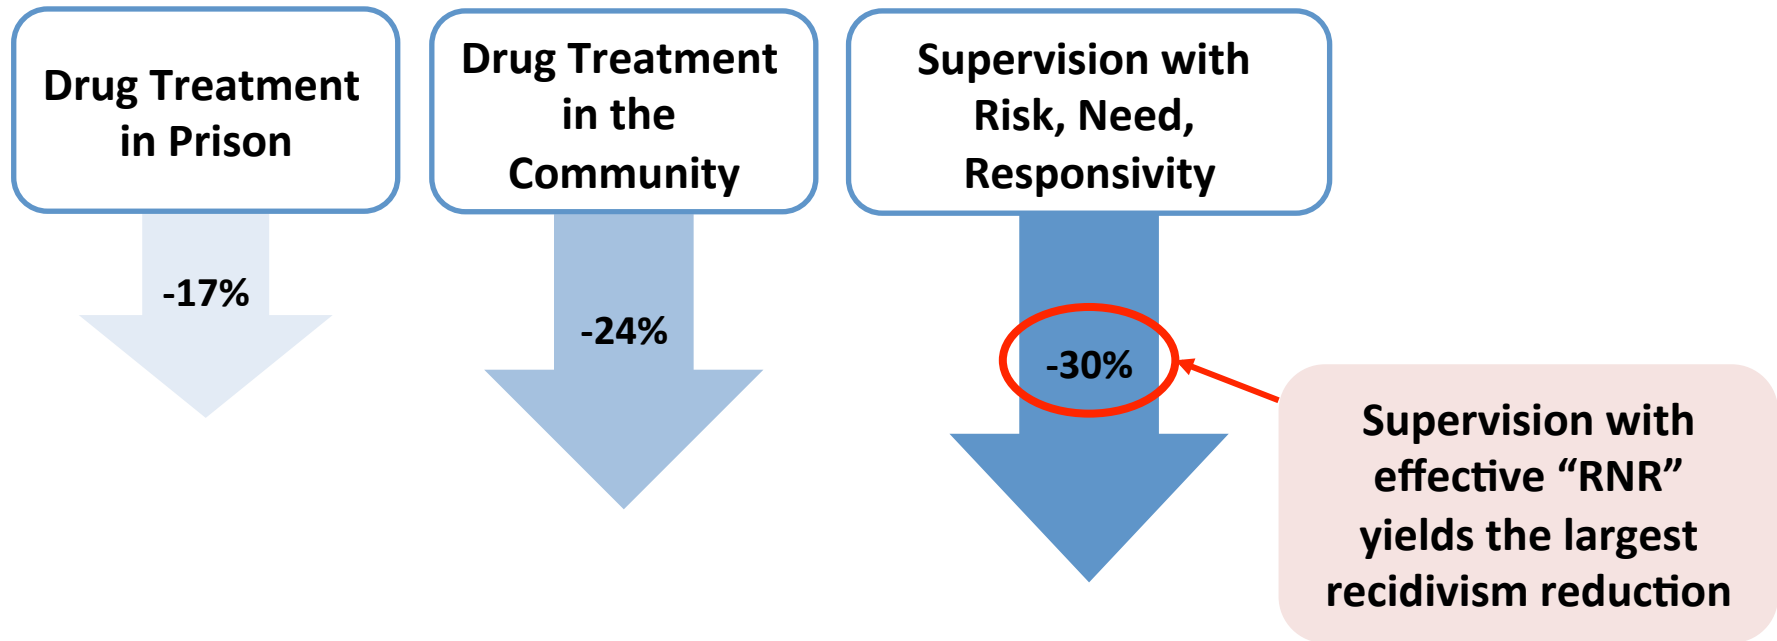 Drug Treatment
in Prison
-17%
Drug Treatment
in the
Community
-24%
Supervision with
Risk, Need,
Responsivity
-30%
Supervision with
effective “RNR”
yields the largest
recidivism reduction